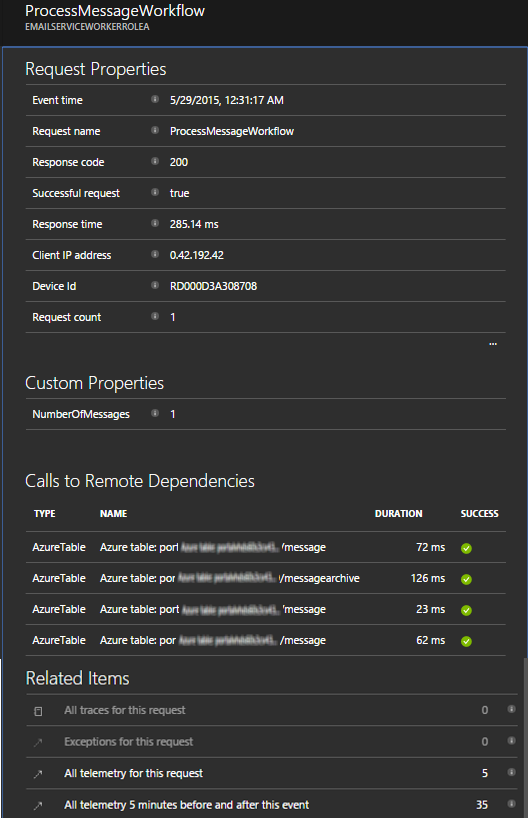 ProcessMessageWorkflow
EMAILSERVICEWORKERROLEA
Request Properties
Event time 5/29/2015, 12:31:17 AM
Request name ProcessMessageWorkflow
Response code 200
Successful request true
Response time 285.14 ms
Client IP address 0.42.192.42
Device Id RD000D3A308708
Request count 1
...
Custom Properties
NumberOfMessages 1
Calls to Remote Dependencies
TYPE NAME DURATION SUCCESS
AzureTable Azure table: port /message 72 ms
AzureTable Azure table: por /messagearchive 126 ms
AzureTable Azure table: port /message 23 ms
AzureTable Azure table: por /message 62 ms
Related Items
All traces for this request 0
Exceptions for this request 0
All telemetry for this request 5
All telemetry 5 minutes before and after this event 35